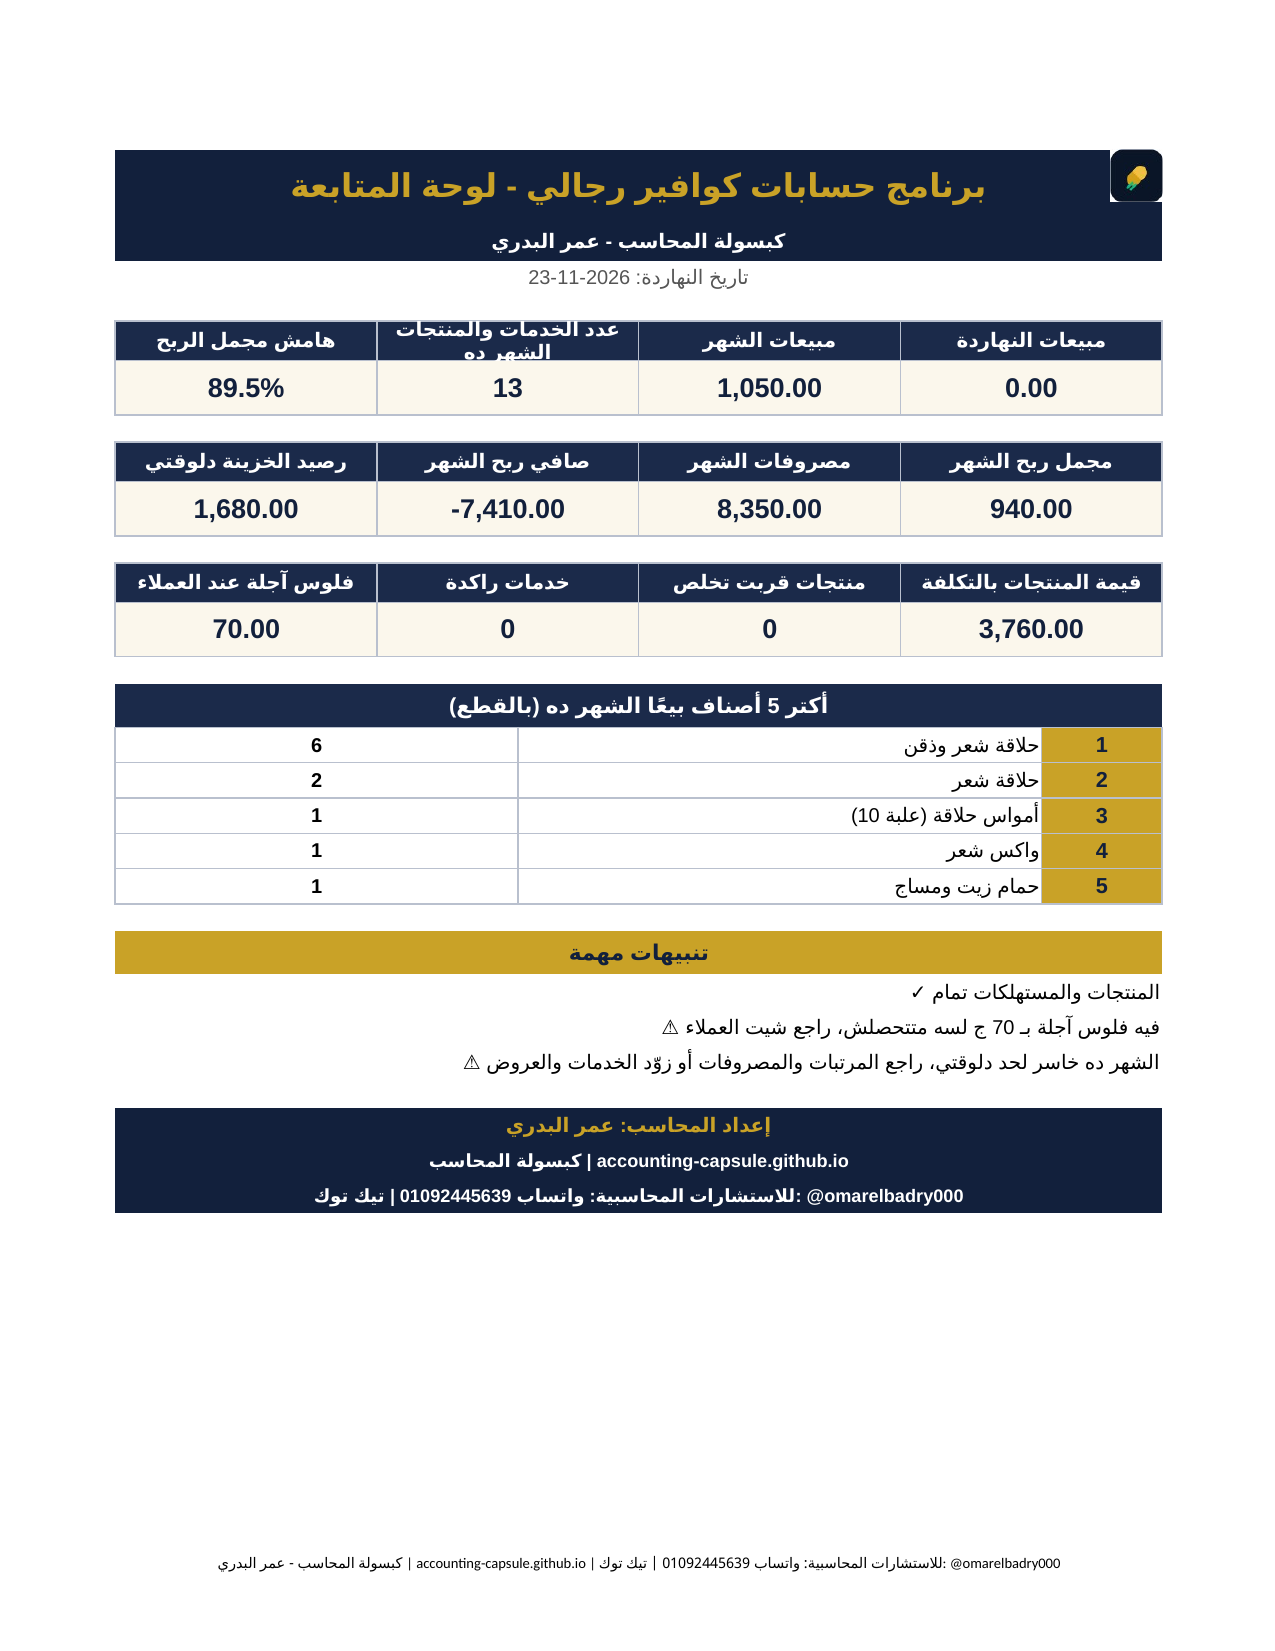 برنامج حسابات كوافير رجالي - لوحة المتابعة
كبسولة المحاسب - عمر البدري
تاريخ النهاردة: 2026-11-23
مبيعات النهاردة
مبيعات الشهر
عدد الخدمات والمنتجات الشهر ده
هامش مجمل الربح
0.00
1,050.00
13
89.5%
مجمل ربح الشهر
مصروفات الشهر
صافي ربح الشهر
رصيد الخزينة دلوقتي
940.00
8,350.00
-7,410.00
1,680.00
قيمة المنتجات بالتكلفة
منتجات قربت تخلص
خدمات راكدة
فلوس آجلة عند العملاء
3,760.00
0
0
70.00
أكتر 5 أصناف بيعًا الشهر ده (بالقطع)
1 حلاقة شعر وذقن 6
2 حلاقة شعر 2
3 أمواس حلاقة (علبة 10) 1
4 واكس شعر 1
5 حمام زيت ومساج 1
تنبيهات مهمة
المنتجات والمستهلكات تمام ✓
فيه فلوس آجلة بـ 70 ج لسه متتحصلش، راجع شيت العملاء ⚠
الشهر ده خاسر لحد دلوقتي، راجع المرتبات والمصروفات أو زوّد الخدمات والعروض ⚠
إعداد المحاسب: عمر البدري
كبسولة المحاسب | accounting-capsule.github.io
للاستشارات المحاسبية: واتساب 01092445639 | تيك توك: @omarelbadry000
كبسولة المحاسب - عمر البدري | accounting-capsule.github.io | للاستشارات المحاسبية: واتساب 01092445639 | تيك توك: @omarelbadry000